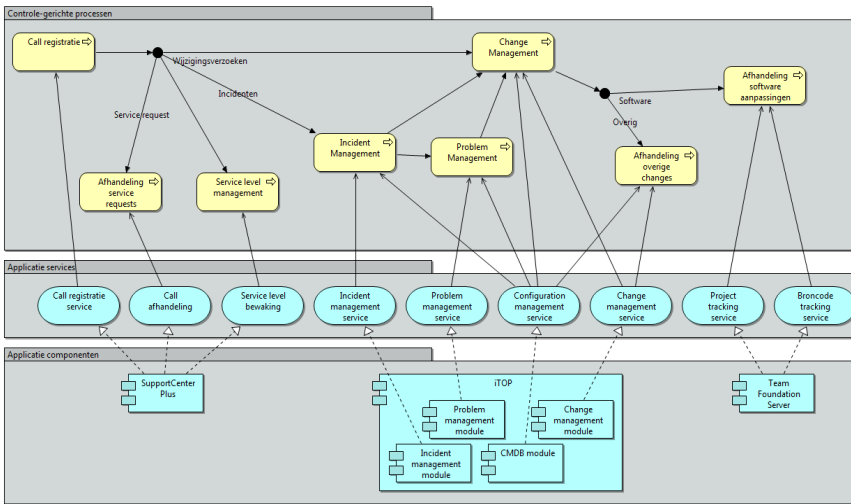 Controle-gerichte processen
Call registratie
Wijzigingsverzoeken
Change
Management
Afhandeling
software
aanpassingen
Incidenten
Software
Service request
Overig
Incident
Management
Problem
Management
Afhandeling
overige
changes
Afhandeling
service
requests
Service level
management
Applicatie services
Call registratie
service
Call
afhandeling
Service level
bewaking
Incident
management
service
Problem
management
service
Configuration
management
service
Change
management
service
Project
tracking
service
Broncode
tracking
service
Applicatie componenten
SupportCenter
Plus
iTOP
Team
Foundation
Server
Problem
management
module
Change
management
module
Incident
management
module
CMDB module